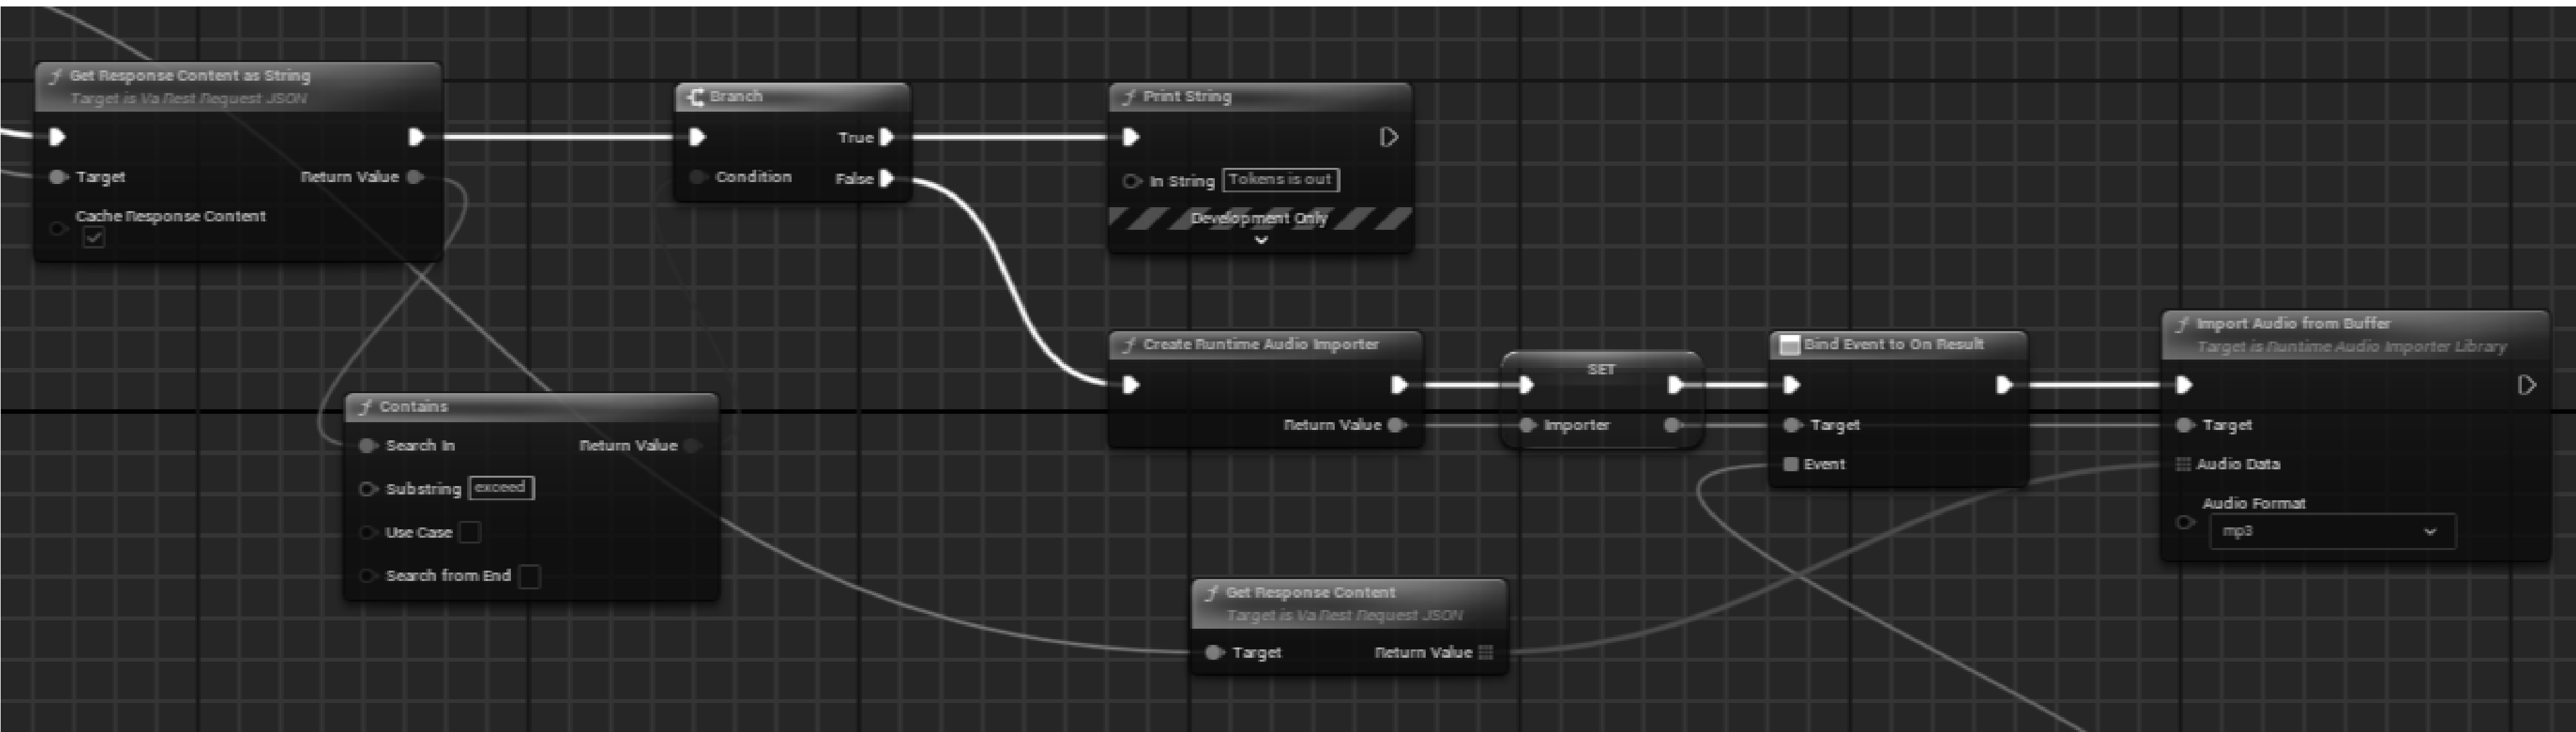 Get Response Content as String
Target is Va Rest Request JSON
Target
Return Value
Cache Response Content
Branch
True
Condition
False
Print String
In String
Tokens is out
Development Only
Contains
Search In
Return Value
Substring
exceed
Use Case
Search from End
Create Runtime Audio Importer
Return Value
SET
Importer
Bind Event to On Result
Target
Event
Import Audio from Buffer
Target is Runtime Audio Importer Library
Target
Audio Data
Audio Format
mp3
Get Response Content
Target is Va Rest Request JSON
Target
Return Value